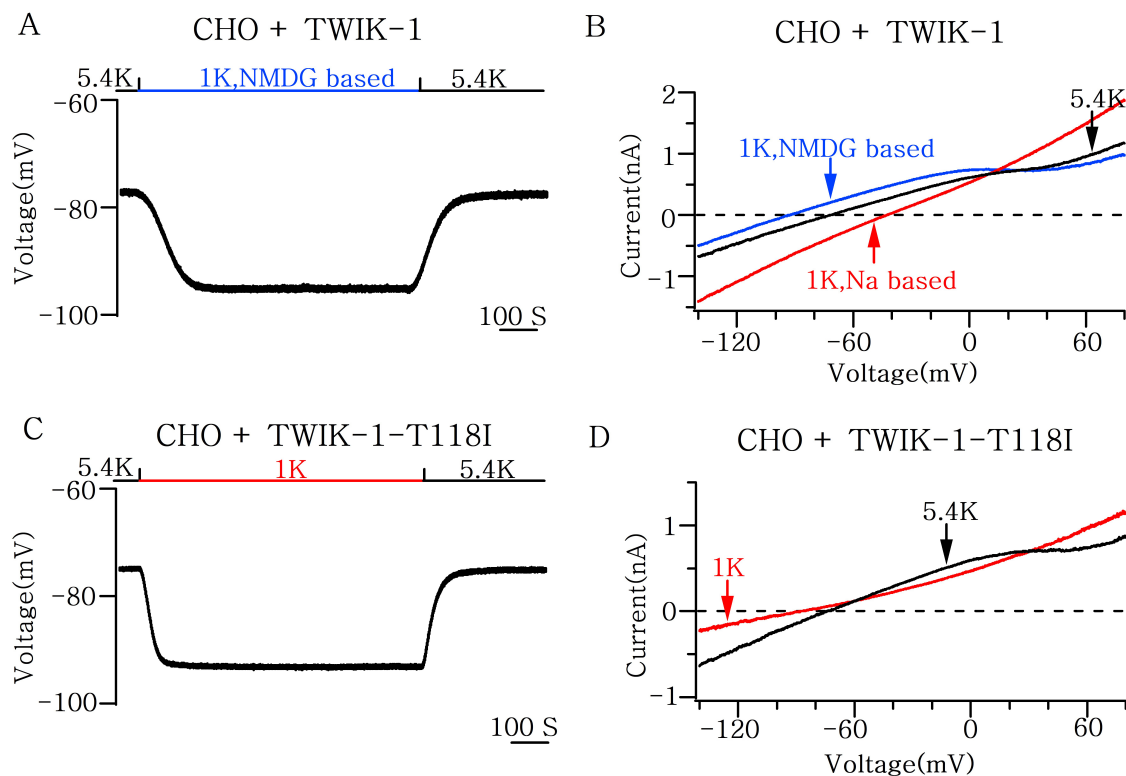 A
CHO + TWIK-1
5.4K
1K,NMDG based
5.4K
-60
-80
-100
Voltage(mV)
100 S
B
CHO + TWIK-1
2
1
0
-1
Current(nA)
5.4K
1K,NMDG based
1K,Na based
-120
-60
0
60
Voltage(mV)
C
CHO + TWIK-1-T118I
5.4K
1K
5.4K
-60
-80
-100
Voltage(mV)
100 S
D
CHO + TWIK-1-T118I
1
0
-1
Current(nA)
5.4K
1K
-120
-60
0
60
Voltage(mV)